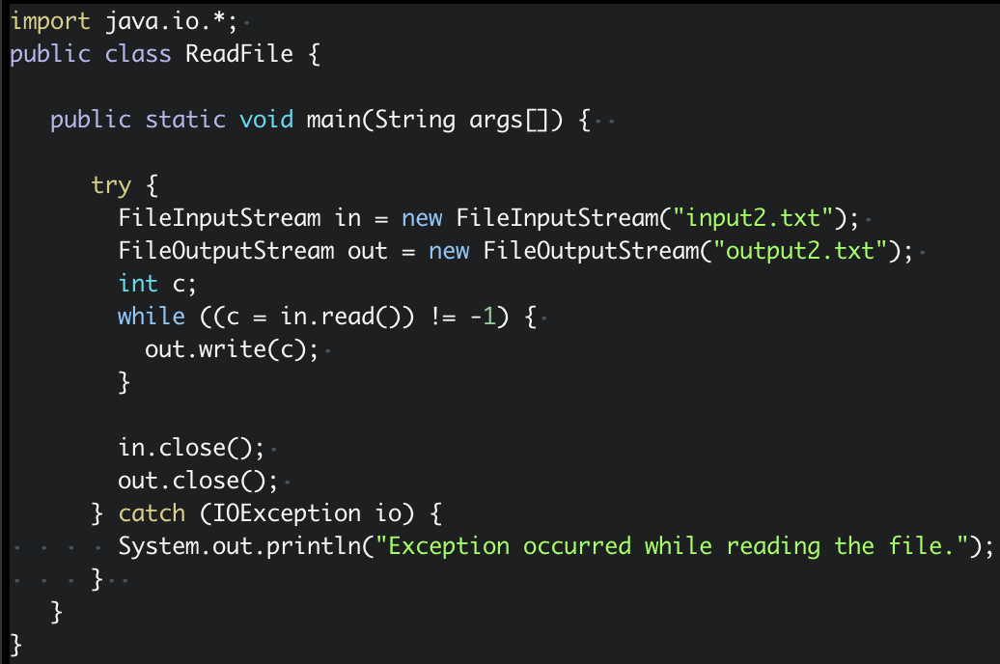 import java.io.*;
public class ReadFile {
public static void main(String args[]) {
try {
FileInputStream in = new FileInputStream("input2.txt");
FileOutputStream out = new FileOutputStream("output2.txt");
int c;
while ((c = in.read()) != -1) {
out.write(c);
}
in.close();
out.close();
} catch (IOException io) {
System.out.println("Exception occurred while reading the file.");
}
}
}